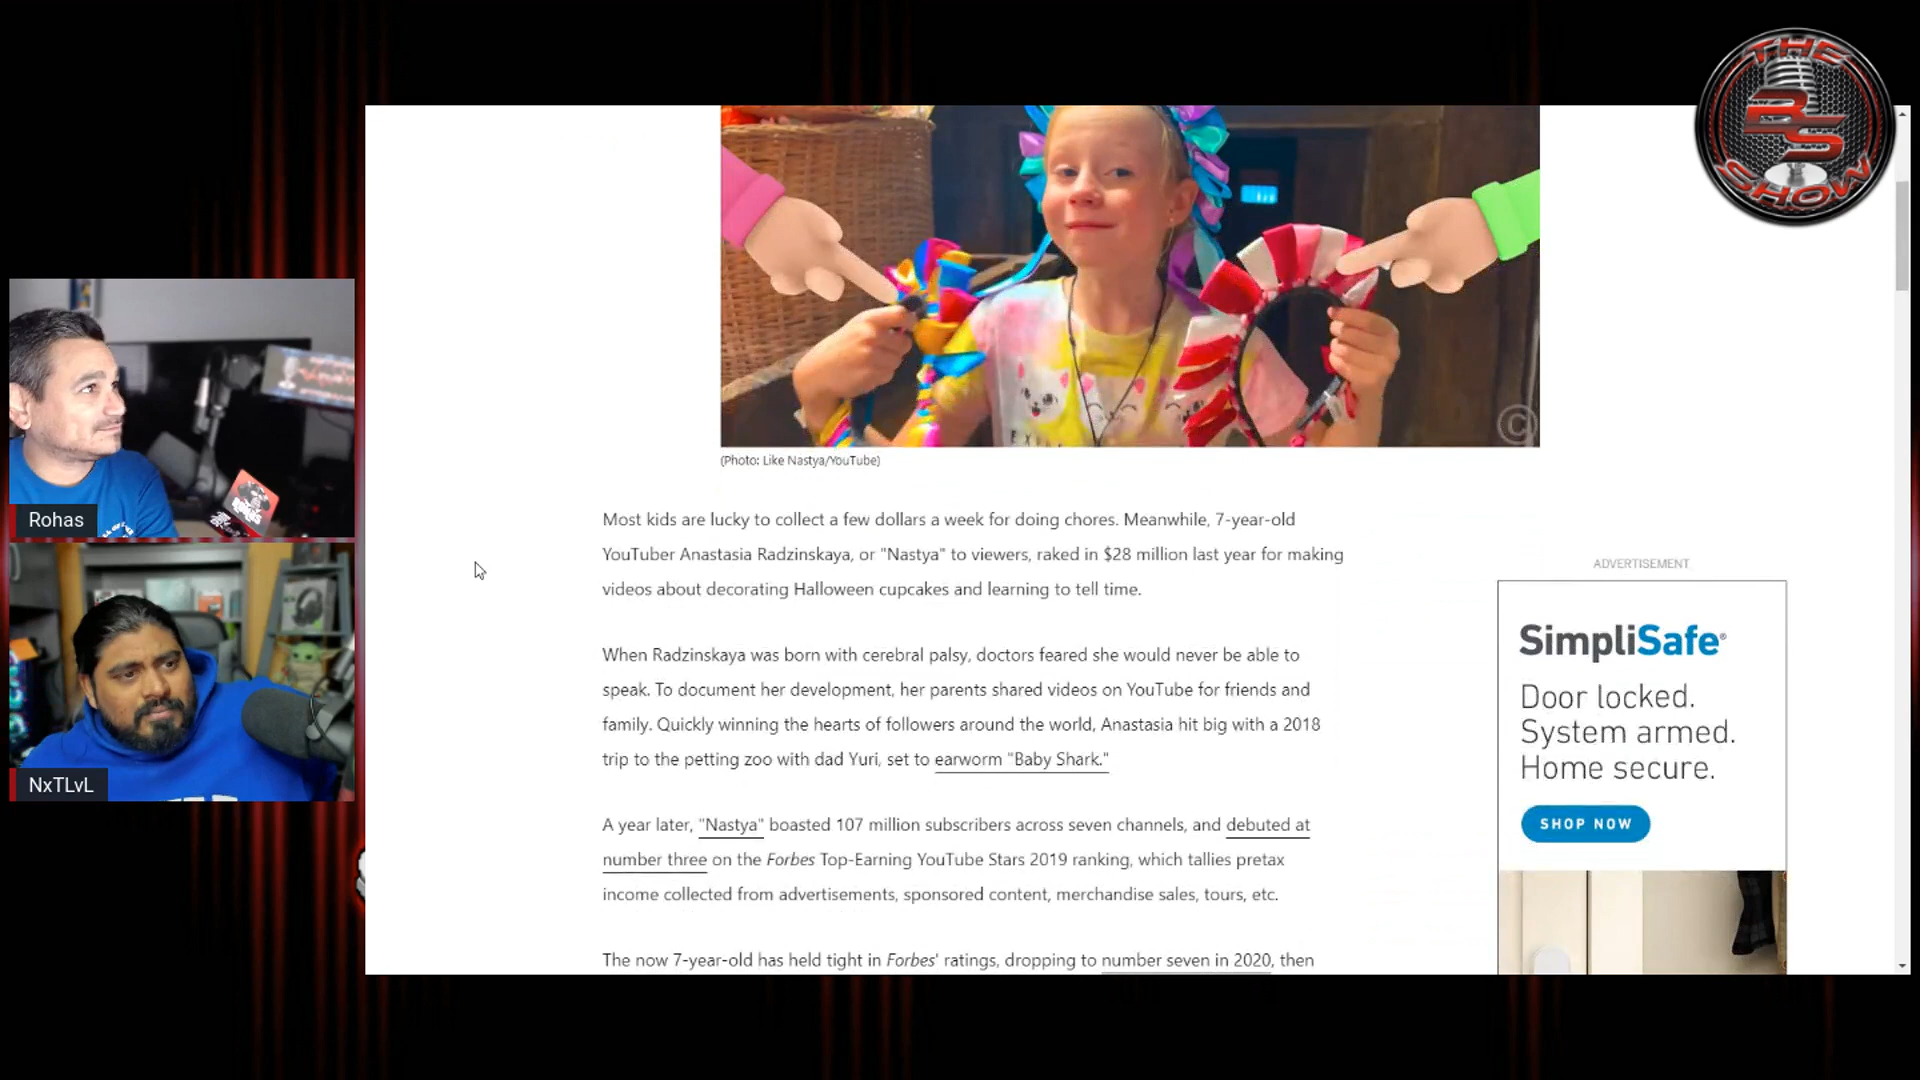 THE
BS
SHOW
EXIL
©
(Photo: Like Nastya/YouTube)
Most kids are lucky to collect a few dollars a week for doing chores. Meanwhile, 7-year-old
YouTuber Anastasia Radzinskaya, or "Nastya" to viewers, raked in $28 million last year for making
videos about decorating Halloween cupcakes and learning to tell time.
When Radzinskaya was born with cerebral palsy, doctors feared she would never be able to
speak. To document her development, her parents shared videos on YouTube for friends and
family. Quickly winning the hearts of followers around the world, Anastasia hit big with a 2018
trip to the petting zoo with dad Yuri, set to earworm "Baby Shark."
A year later, "Nastya" boasted 107 million subscribers across seven channels, and debuted at
number three on the Forbes Top-Earning YouTube Stars 2019 ranking, which tallies pretax
income collected from advertisements, sponsored content, merchandise sales, tours, etc.
The now 7-year-old has held tight in Forbes' ratings, dropping to number seven in 2020, then
ADVERTISEMENT
SimpliSafe®
Door locked.
System armed.
Home secure.
SHOP NOW
Rohas
NxTLvL